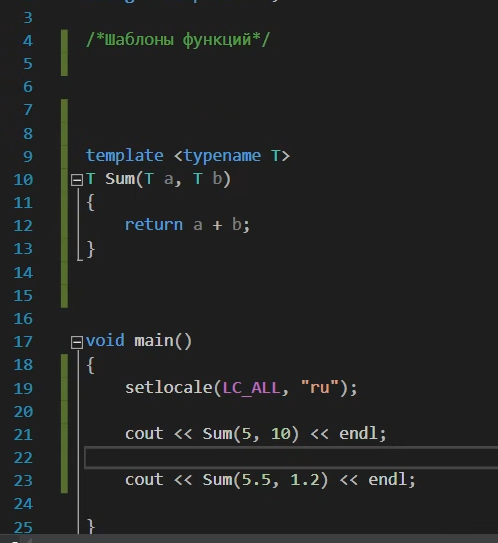 3
4 /*Шаблоны функций*/
5
6
7
8
9 template <typename T>
10 T Sum(T a, T b)
11 {
12 return a + b;
13 }
14
15
16
17 void main()
18 {
19 setlocale(LC_ALL, "ru");
20
21 cout << Sum(5, 10) << endl;
22
23 cout << Sum(5.5, 1.2) << endl;
24
25 }